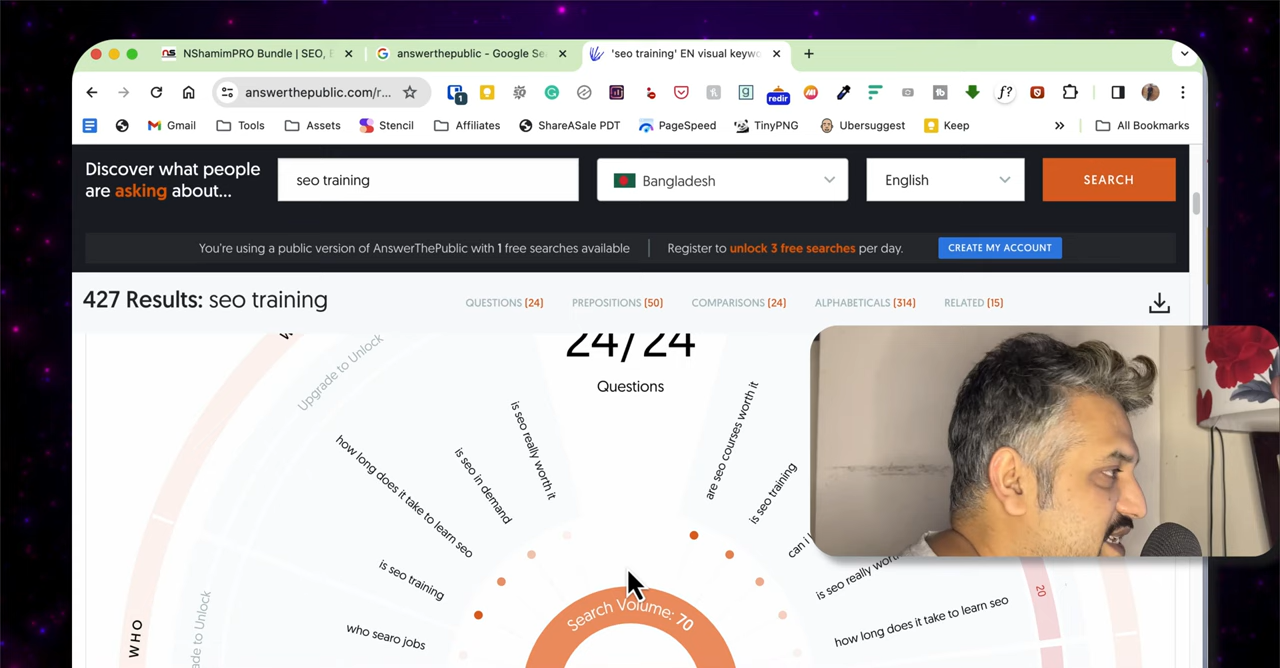 NShamimPRO Bundle | SEO,
answerthepublic - Google Se
'seo training' EN visual keywo
answerthepublic.com/r...
1
redir
f?
Gmail
Tools
Assets
Stencil
Affiliates
ShareASale PDT
PageSpeed
TinyPNG
Ubersuggest
Keep
All Bookmarks
Discover what people
are asking about...
seo training
Bangladesh
English
SEARCH
You're using a public version of AnswerThePublic with 1 free searches available
Register to unlock 3 free searches per day.
CREATE MY ACCOUNT
427 Results: seo training
QUESTIONS (24)
PREPOSITIONS (50)
COMPARISONS (24)
ALPHABETICALS (314)
RELATED (15)
24/24
Questions
Upgrade to Unlock
how long does it take to learn seo
is seo in demand
is seo really worth it
are seo courses worth it
is seo training
can i
is seo really wor
how long does it take to learn seo
20
is seo training
who searo jobs
WHO
ade to Unlock
Search Volume: 70